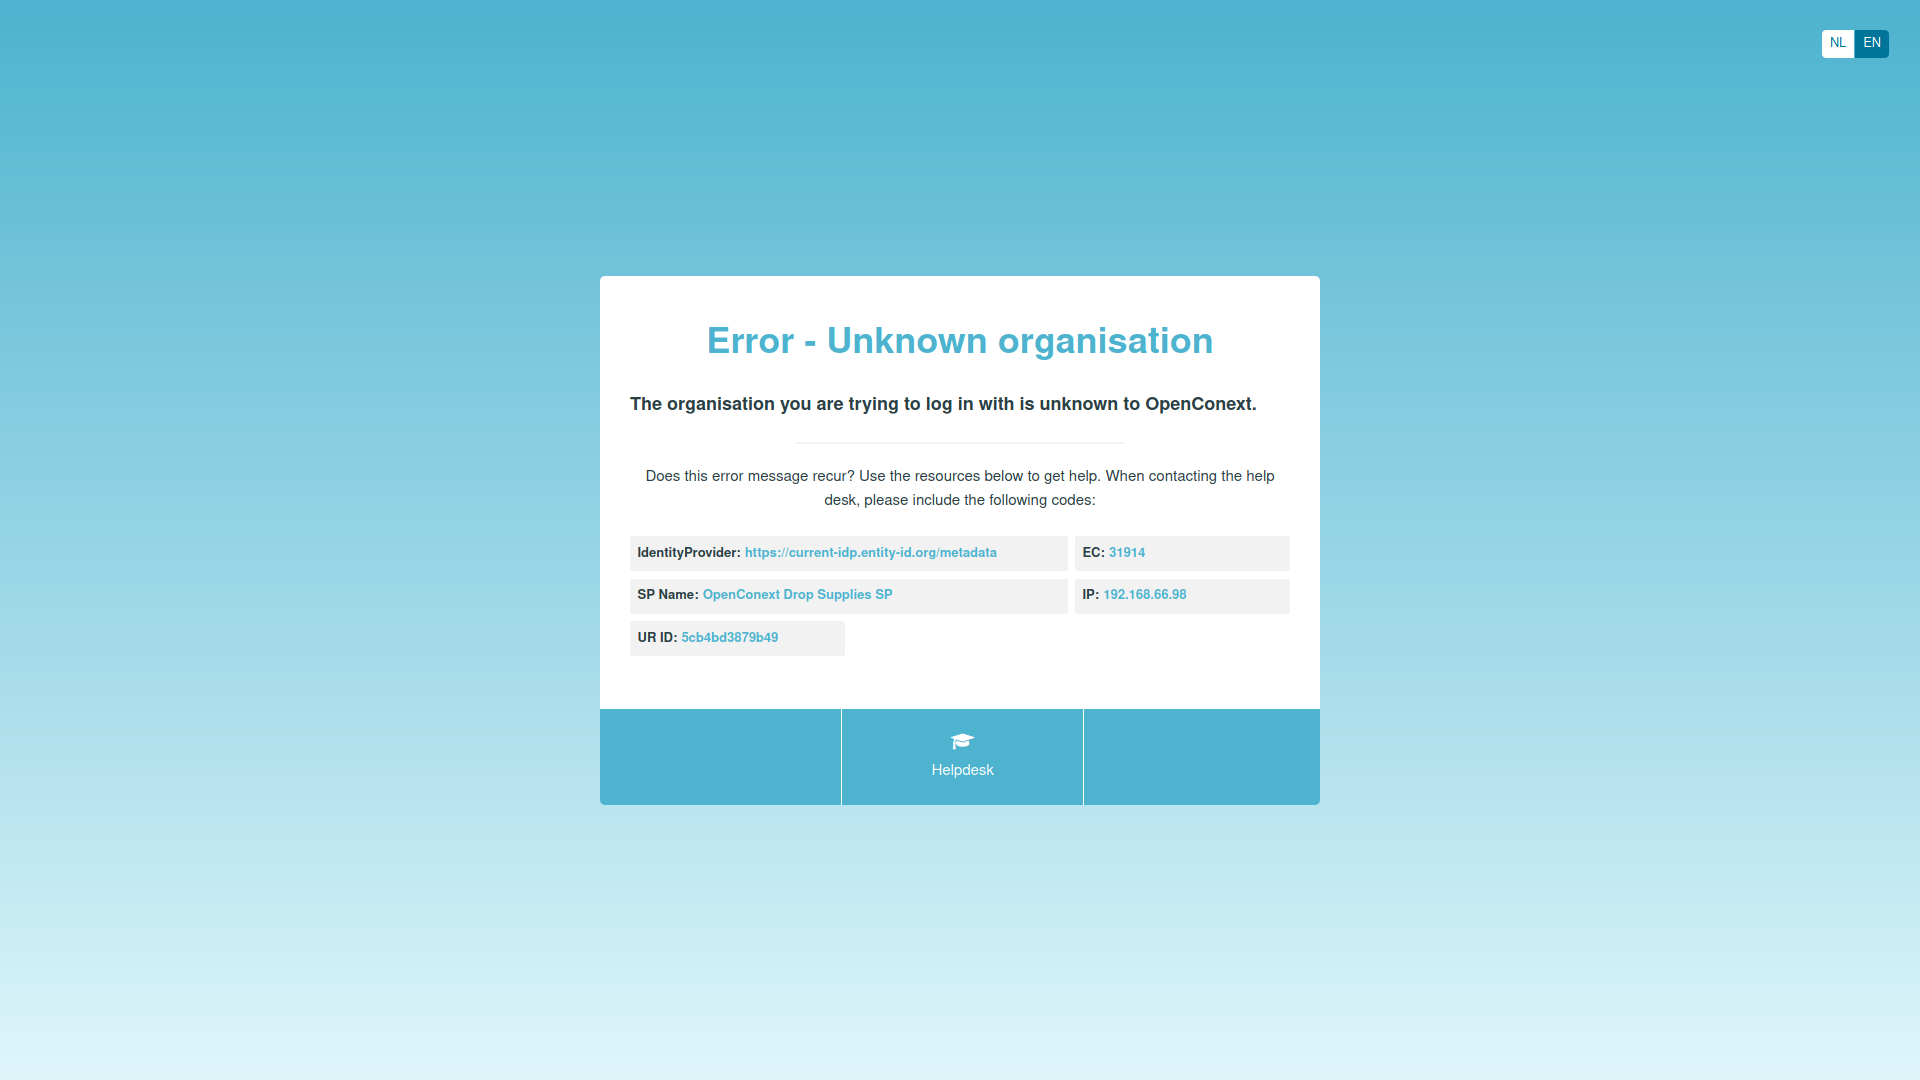 NL EN
Error - Unknown organisation
The organisation you are trying to log in with is unknown to OpenConext.
Does this error message recur? Use the resources below to get help. When contacting the help
desk, please include the following codes:
IdentityProvider: https://current-idp.entity-id.org/metadata
EC: 31914
SP Name: OpenConext Drop Supplies SP
IP: 192.168.66.98
UR ID: 5cb4bd3879b49
Helpdesk